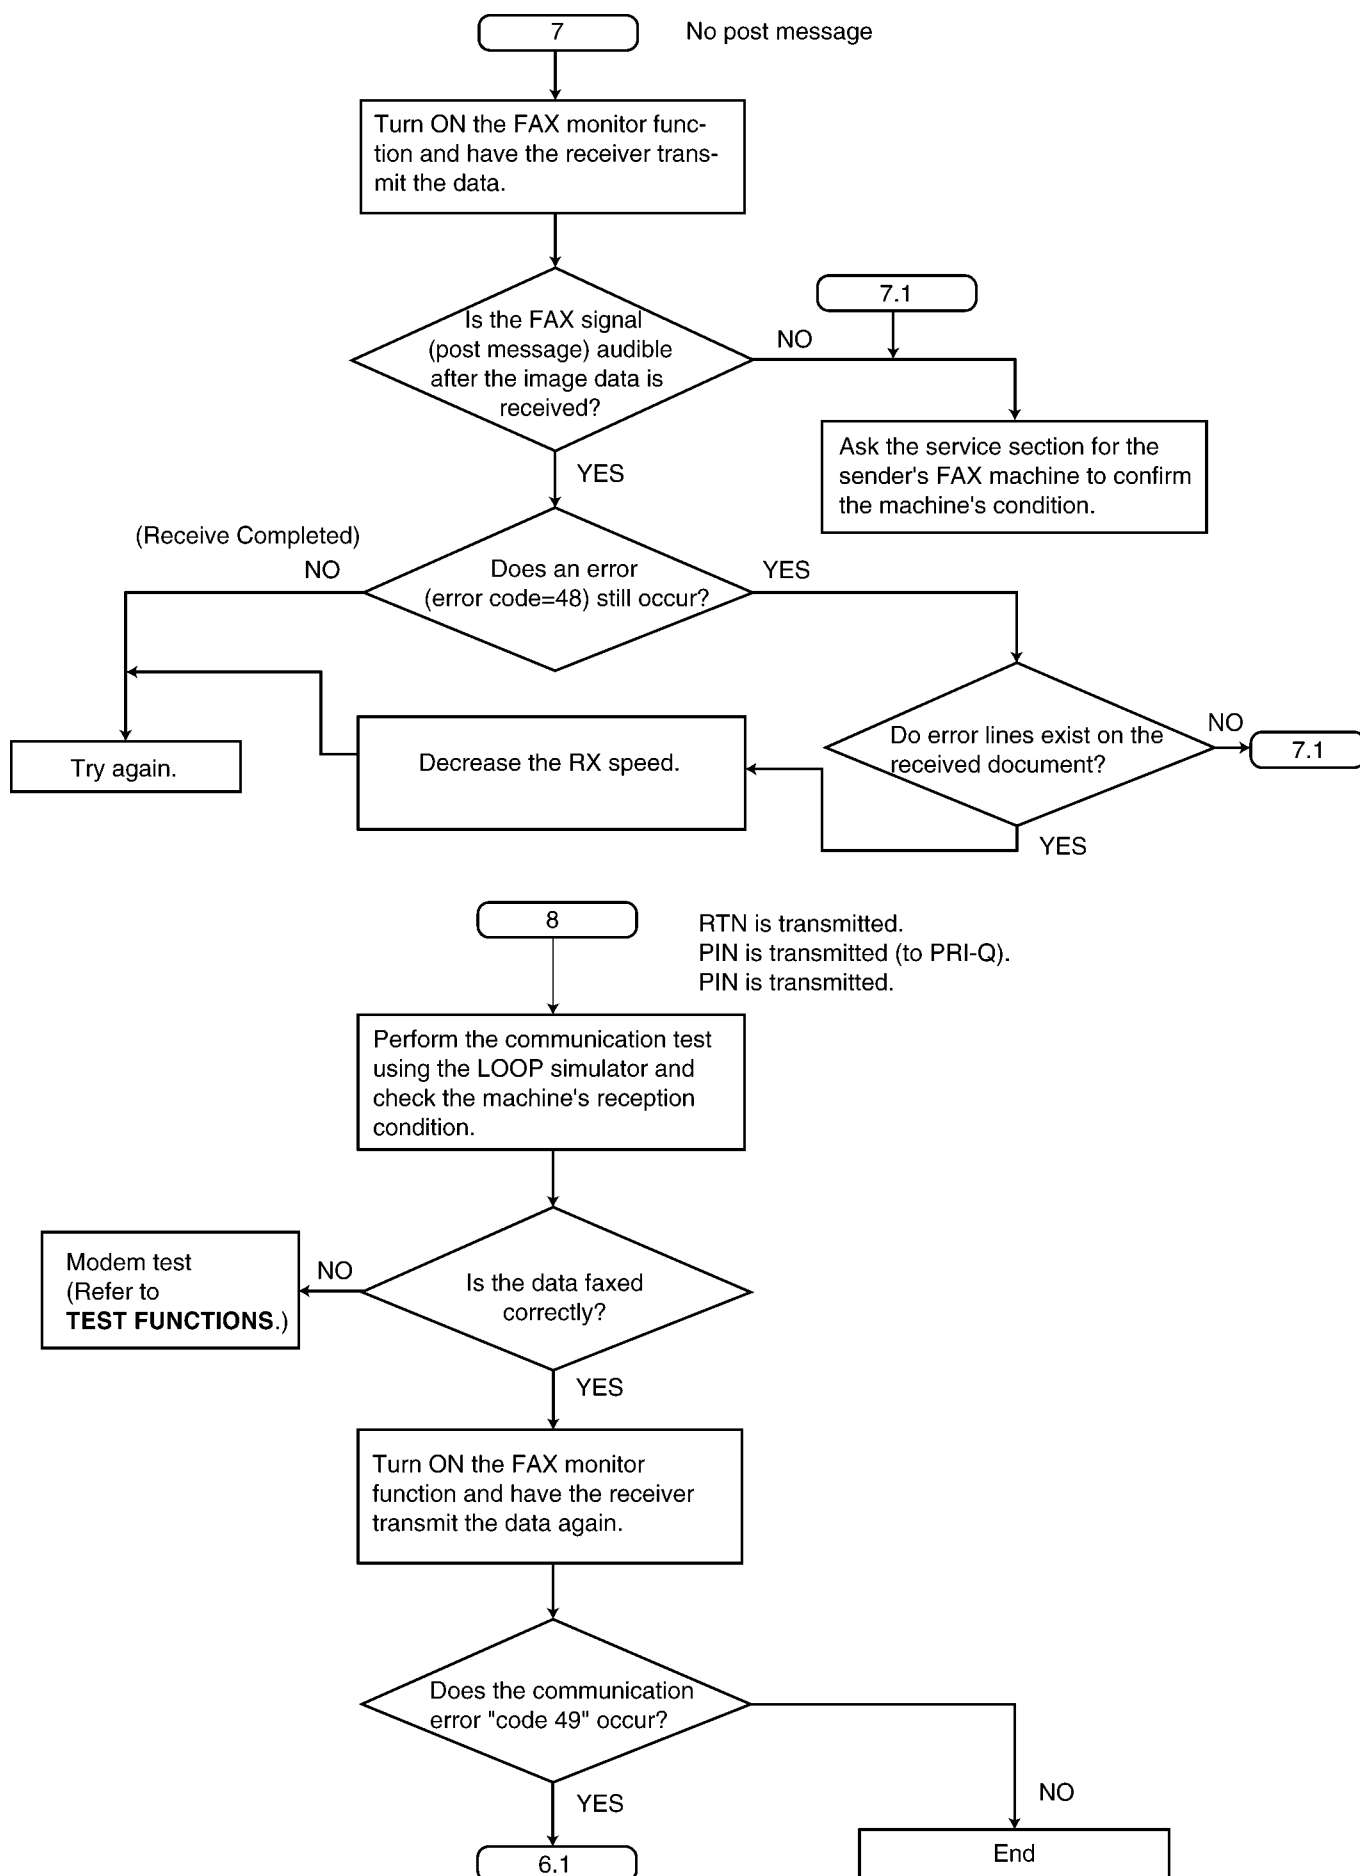 7
No post message
Turn ON the FAX monitor func-
tion and have the receiver trans-
mit the data.
7.1
Is the FAX signal
(post message) audible
after the image data is
received?
NO
Ask the service section for the
sender's FAX machine to confirm
the machine's condition.
YES
(Receive Completed)
NO
Does an error
(error code=48) still occur?
YES
Do error lines exist on the
received document?
NO
7.1
Decrease the RX speed.
Try again.
YES
8
RTN is transmitted.
PIN is transmitted (to PRI-Q).
PIN is transmitted.
Perform the communication test
using the LOOP simulator and
check the machine's reception
condition.
Modem test
(Refer to
TEST FUNCTIONS.)
NO
Is the data faxed
correctly?
YES
Turn ON the FAX monitor
function and have the receiver
transmit the data again.
Does the communication
error "code 49" occur?
YES
NO
6.1
End